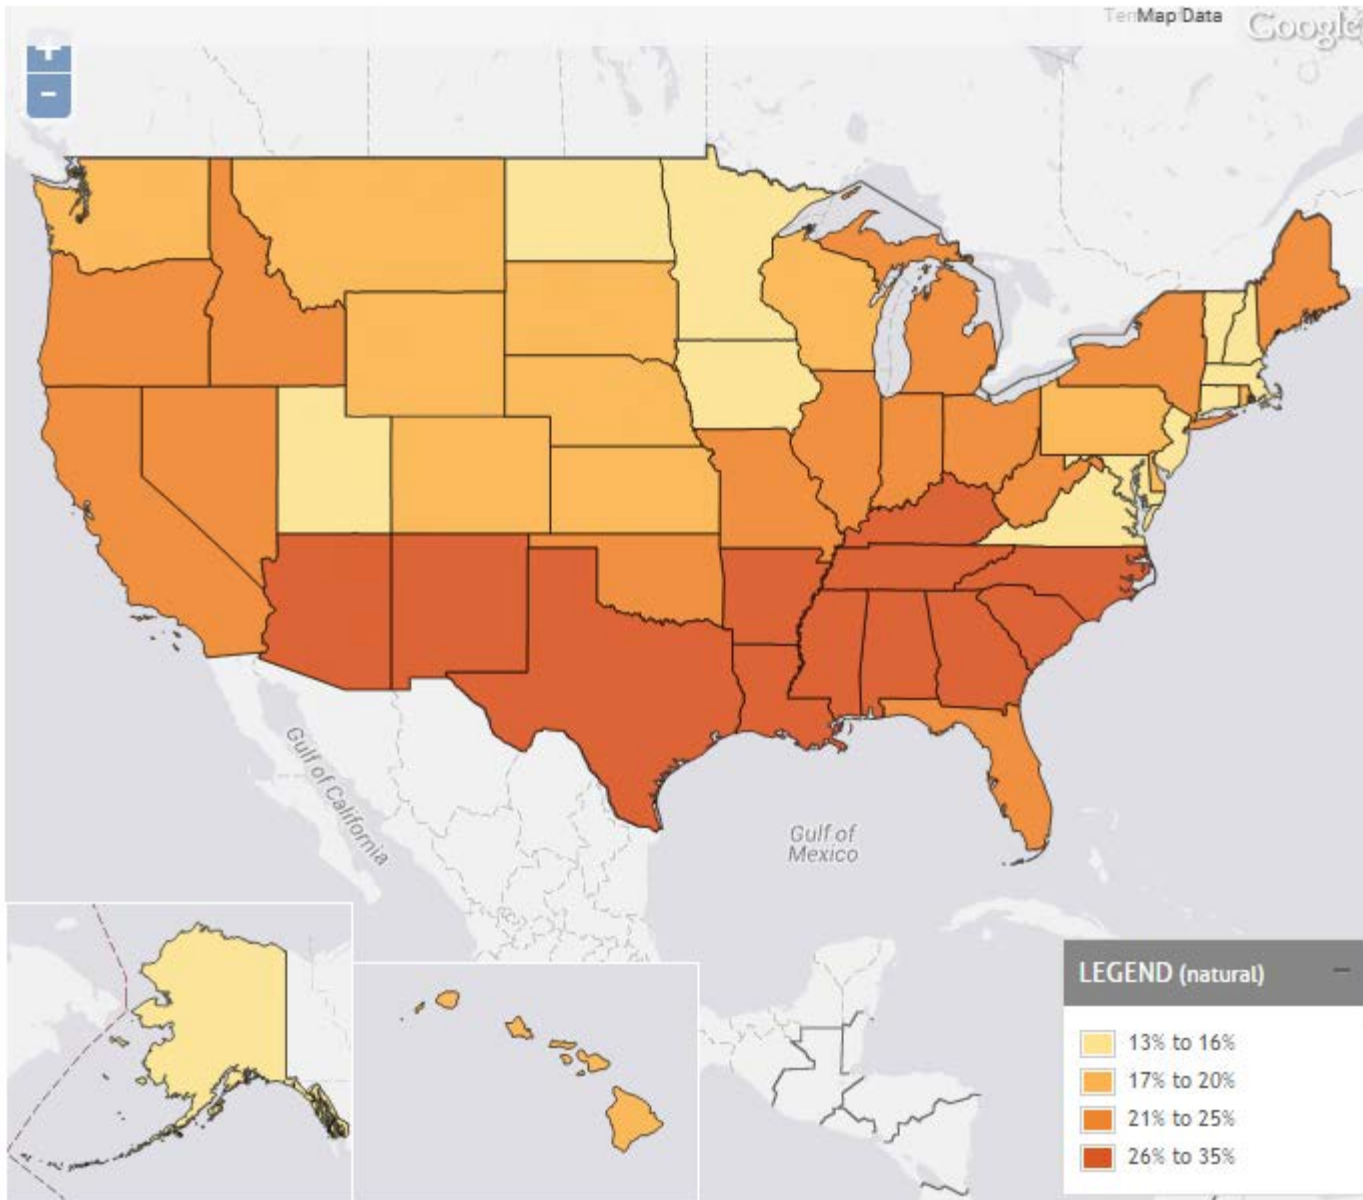 Map Data
Google
+
-
Gulf of California
Gulf of
Mexico
LEGEND (natural)
13% to 16%
17% to 20%
21% to 25%
26% to 35%